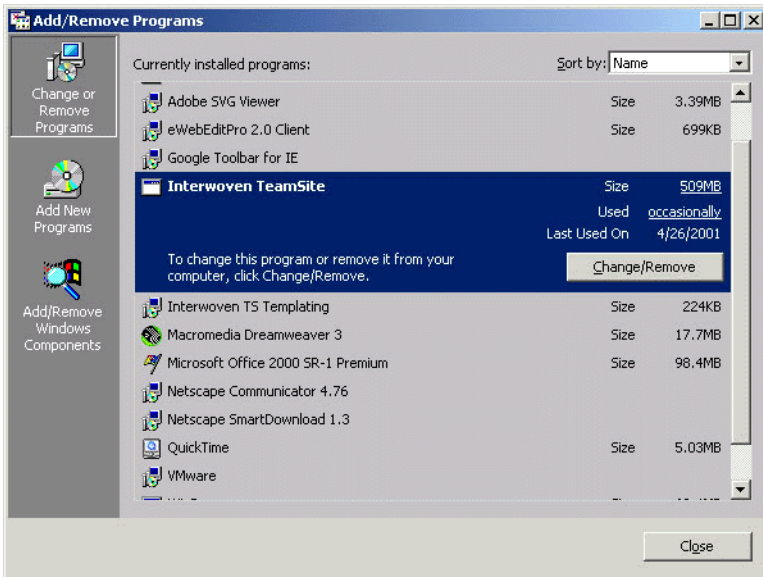 Add/Remove Programs
Change or
Remove
Programs
Add New
Programs
Add/Remove
Windows
Components
Currently installed programs:
Sort by: Name
Adobe SVG Viewer Size 3.39MB
eWebEditPro 2.0 Client Size 699KB
Google Toolbar for IE
Interwoven TeamSite Size 509MB
Used occasionally
Last Used On 4/26/2001
To change this program or remove it from your
computer, click Change/Remove.
Change/Remove
Interwoven TS Templating Size 224KB
Macromedia Dreamweaver 3 Size 17.7MB
Microsoft Office 2000 SR-1 Premium Size 98.4MB
Netscape Communicator 4.76
Netscape SmartDownload 1.3
QuickTime Size 5.03MB
VMware
Close